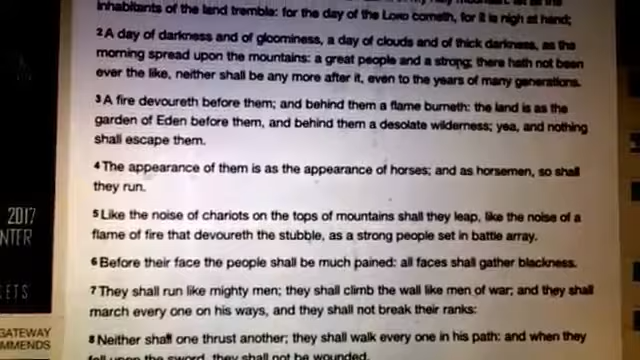 inhabitants of the land tremble: for the day of the LORD cometh, for it is nigh at hand;
2 A day of darkness and of gloominess, a day of clouds and of thick darkness, as the
morning spread upon the mountains: a great people and a strong; there hath not been
ever the like, neither shall be any more after it, even to the years of many generations.
3 A fire devoureth before them; and behind them a flame burneth: the land is as the
garden of Eden before them, and behind them a desolate wilderness; yea, and nothing
shall escape them.
4 The appearance of them is as the appearance of horses; and as horsemen, so shall
they run.
5 Like the noise of chariots on the tops of mountains shall they leap, like the noise of a
flame of fire that devoureth the stubble, as a strong people set in battle array.
6 Before their face the people shall be much pained: all faces shall gather blackness.
7 They shall run like mighty men; they shall climb the wall like men of war; and they shall
march every one on his ways, and they shall not break their ranks:
8 Neither shall one thrust another; they shall walk every one in his path: and when they
fall upon the sword, they shall not be wounded.
2017
NTER
ETS
GATEWAY
MMENDS